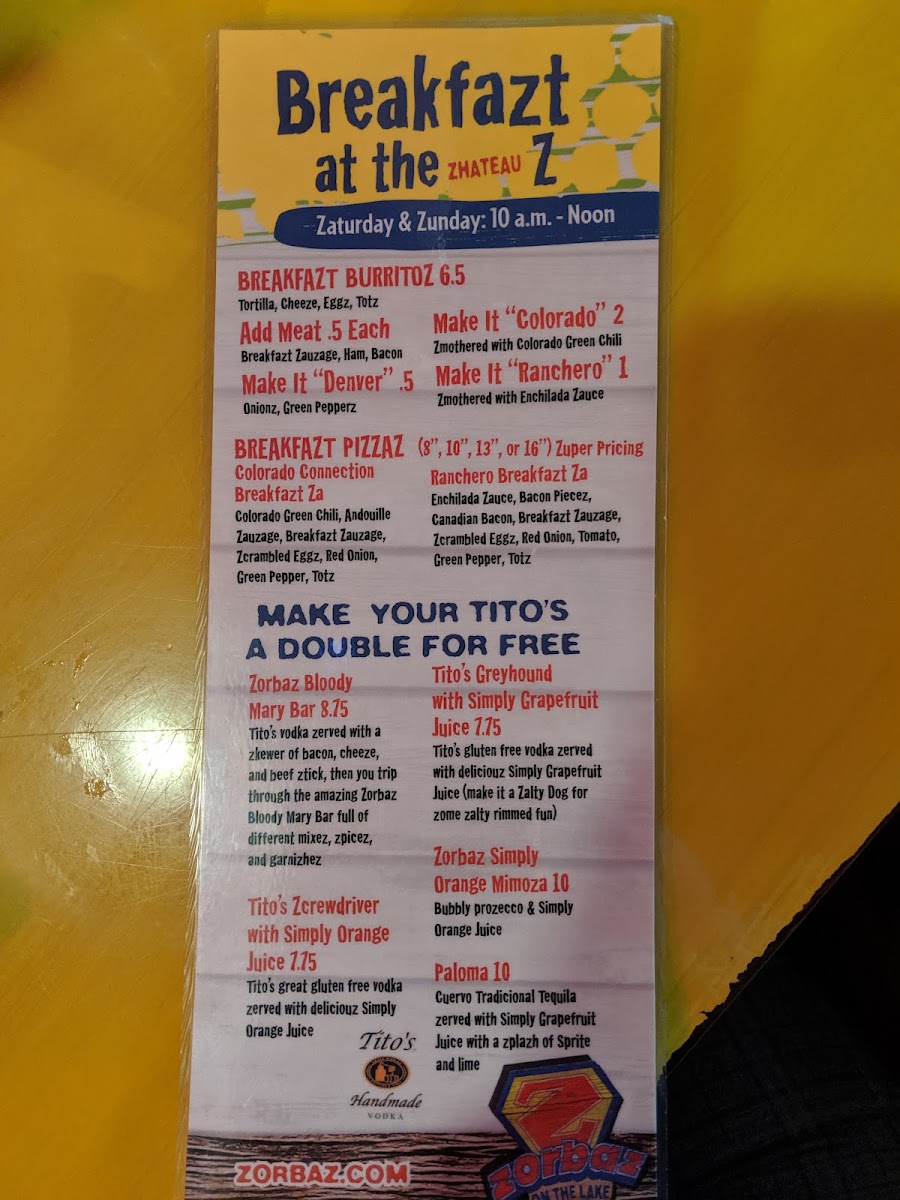 Breakfazt
at the ZHATEAU Z
Zaturday & Zunday: 10 a.m. - Noon
BREAKFAZT BURRITOZ 6.5
Tortilla, Cheeze, Eggz, Totz
Add Meat .5 Each
Breakfazt Zauzage, Ham, Bacon
Make It "Denver" .5
Onionz, Green Pepperz
Make It "Colorado" 2
Zmothered with Colorado Green Chili
Make It "Ranchero" 1
Zmothered with Enchilada Zauce
BREAKFAZT PIZZAZ (8", 10", 13", or 16") Zuper Pricing
Colorado Connection
Breakfazt Za
Colorado Green Chili, Andouille
Zauzage, Breakfazt Zauzage,
Zcrambled Eggz, Red Onion,
Green Pepper, Totz
Ranchero Breakfazt Za
Enchilada Zauce, Bacon Piecez,
Canadian Bacon, Breakfazt Zauzage,
Zcrambled Eggz, Red Onion, Tomato,
Green Pepper, Totz
MAKE YOUR TITO'S
A DOUBLE FOR FREE
Zorbaz Bloody
Mary Bar 8.75
Tito's vodka zerved with a
zkewer of bacon, cheeze,
and beef ztick, then you trip
through the amazing Zorbaz
Bloody Mary Bar full of
different mixez, zpicez,
and garnizhez
Tito's Zcrewdriver
with Simply Orange
Juice 7.75
Tito's great gluten free vodka
zerved with deliciouz Simply
Orange Juice
Tito's Greyhound
with Simply Grapefruit
Juice 7.75
Tito's gluten free vodka zerved
with deliciouz Simply Grapefruit
Juice (make it a Zalty Dog for
zome zalty rimmed fun)
Zorbaz Simply
Orange Mimoza 10
Bubbly prozecco & Simply
Orange Juice
Paloma 10
Cuervo Tradicional Tequila
zerved with Simply Grapefruit
Juice with a zplazh of Sprite
and lime
Tito's
Handmade
VODKA
ZORBAZ.COM
Z
zorbaz
ON THE LAKE